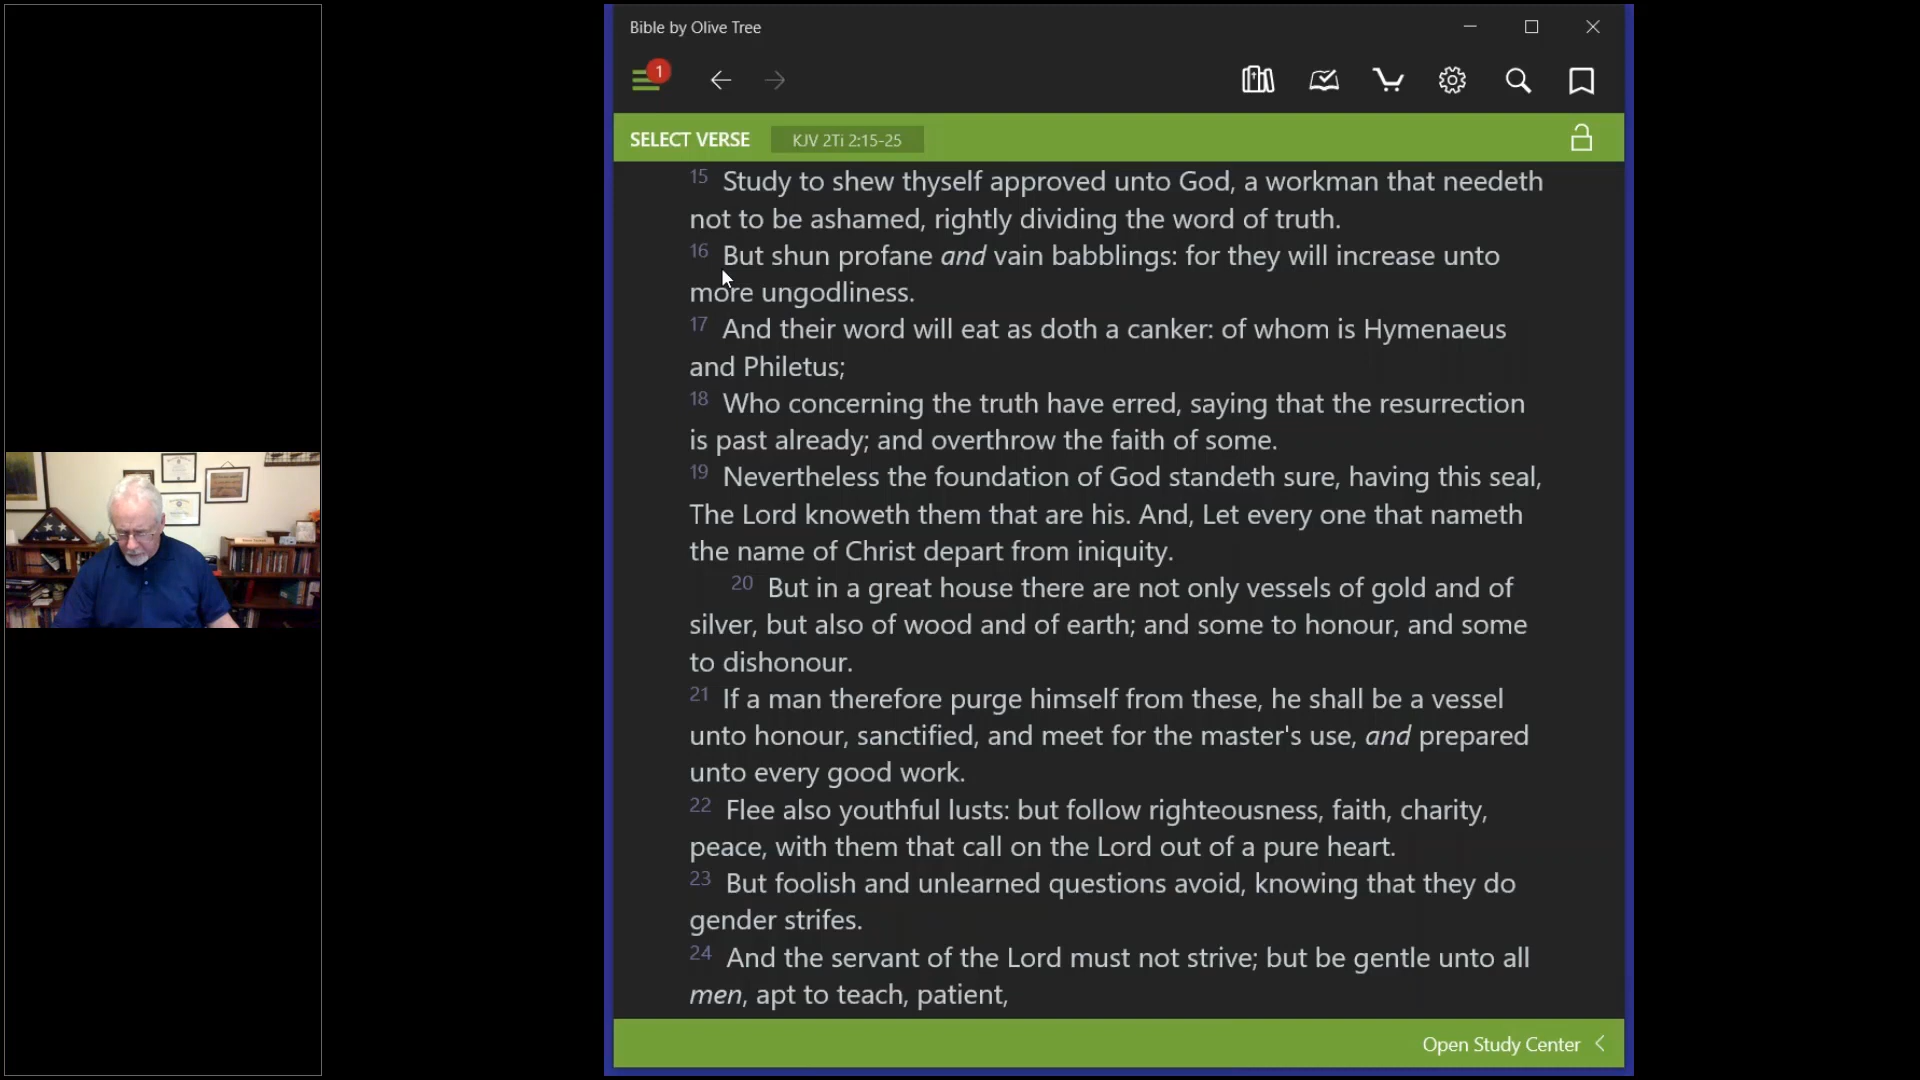 Bible by Olive Tree
1
SELECT VERSE KJV 2Ti 2:15-25
15 Study to shew thyself approved unto God, a workman that needeth
not to be ashamed, rightly dividing the word of truth.
16 But shun profane and vain babblings: for they will increase unto
more ungodliness.
17 And their word will eat as doth a canker: of whom is Hymenaeus
and Philetus;
18 Who concerning the truth have erred, saying that the resurrection
is past already; and overthrow the faith of some.
19 Nevertheless the foundation of God standeth sure, having this seal,
The Lord knoweth them that are his. And, Let every one that nameth
the name of Christ depart from iniquity.
20 But in a great house there are not only vessels of gold and of
silver, but also of wood and of earth; and some to honour, and some
to dishonour.
21 If a man therefore purge himself from these, he shall be a vessel
unto honour, sanctified, and meet for the master's use, and prepared
unto every good work.
22 Flee also youthful lusts: but follow righteousness, faith, charity,
peace, with them that call on the Lord out of a pure heart.
23 But foolish and unlearned questions avoid, knowing that they do
gender strifes.
24 And the servant of the Lord must not strive; but be gentle unto all
men, apt to teach, patient,
Open Study Center